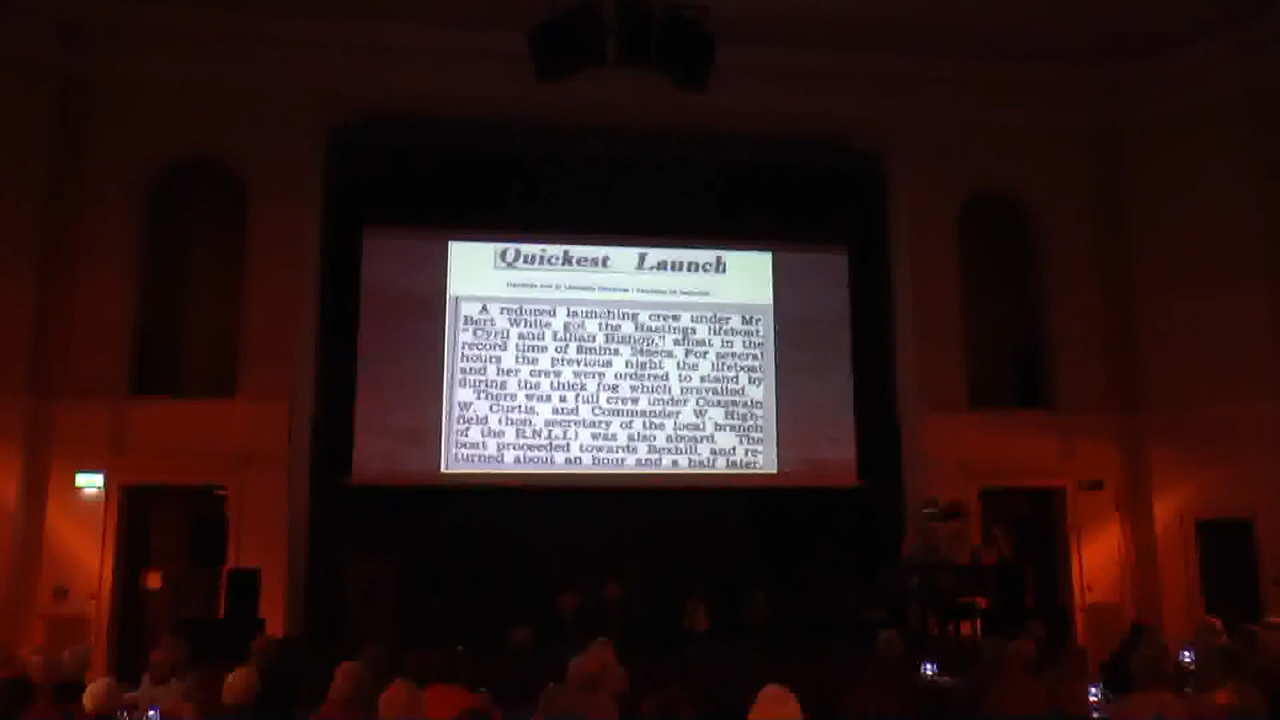 Quickest Launch
A reduced launching crew under Mr
Bert White got the Hastings lifeboat,
"Cyril and Lilian Bishop," afloat in the
record time of 8mins. 24secs. For several
hours the previous night the lifeboat
and her crew were ordered to stand by
during the thick fog which prevailed.
There was a full crew under Coxswain
W. Curtis, and Commander W. High-
field (hon. secretary of the local branch
of the R.N.L.I.) was also aboard. The
boat proceeded towards Bexhill, and re-
turned about an hour and a half later.